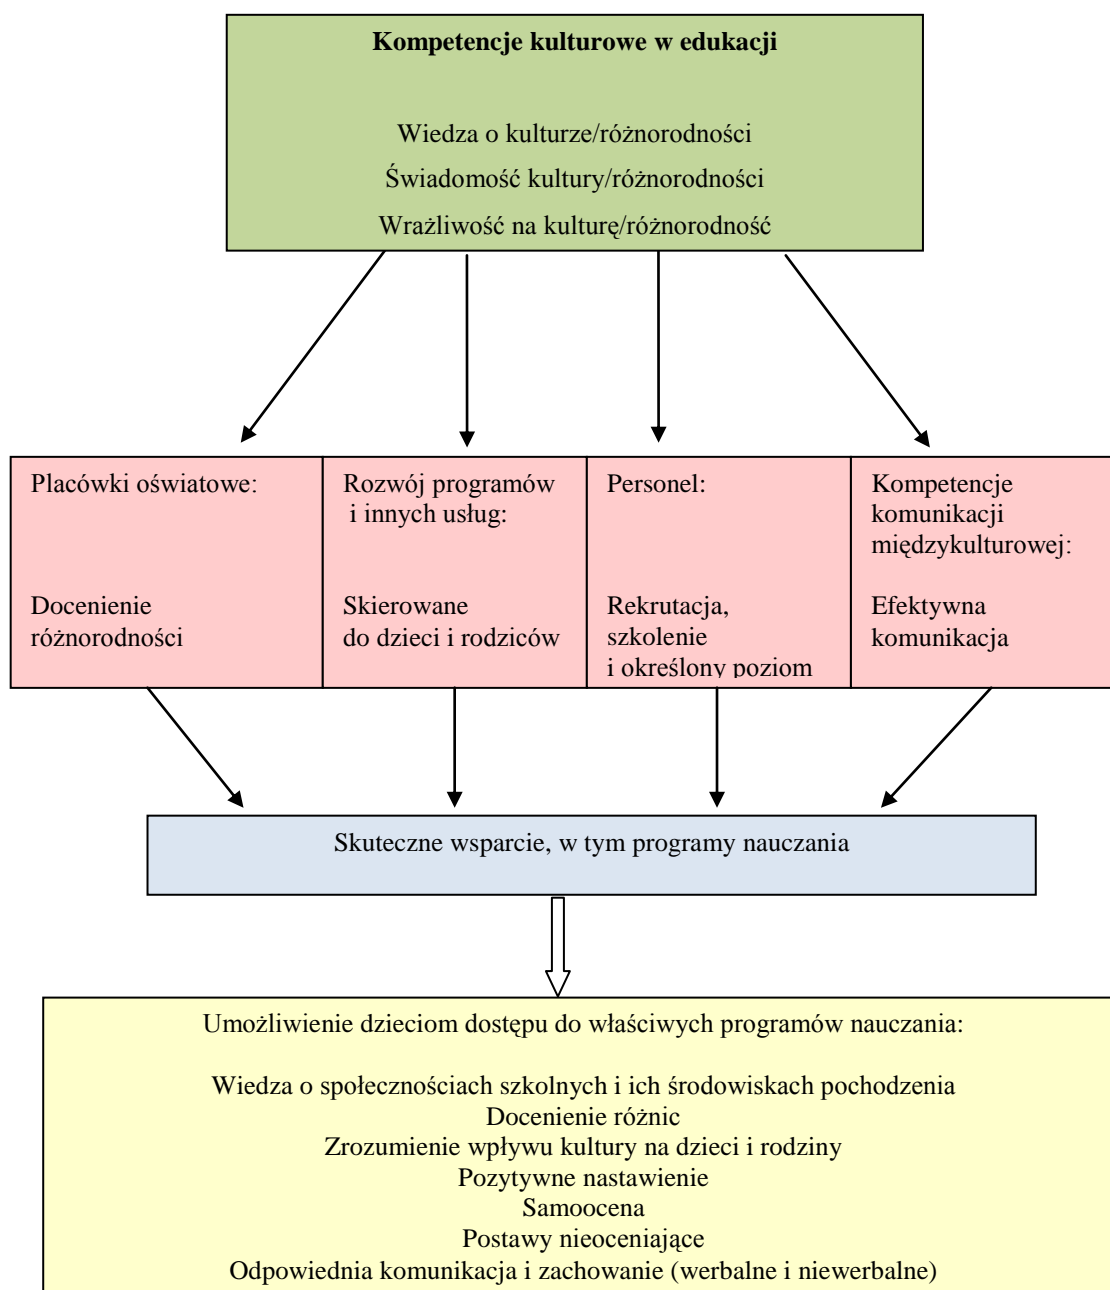 Kompetencje kulturowe w edukacji
Wiedza o kulturze/różnorodności
Świadomość kultury/różnorodności
Wrażliwość na kulturę/różnorodność
Placówki oświatowe:
Docenienie
różnorodności
Rozwój programów
i innych usług:
Skierowane
do dzieci i rodziców
Personel:
Rekrutacja,
szkolenie
i określony poziom
Kompetencje
komunikacji
międzykulturowej:
Efektywna
komunikacja
Skuteczne wsparcie, w tym programy nauczania
Umożliwienie dzieciom dostępu do właściwych programów nauczania:
Wiedza o społecznościach szkolnych i ich środowiskach pochodzenia
Docenienie różnic
Zrozumienie wpływu kultury na dzieci i rodziny
Pozytywne nastawienie
Samoocena
Postawy nieoceniające
Odpowiednia komunikacja i zachowanie (werbalne i niewerbalne)